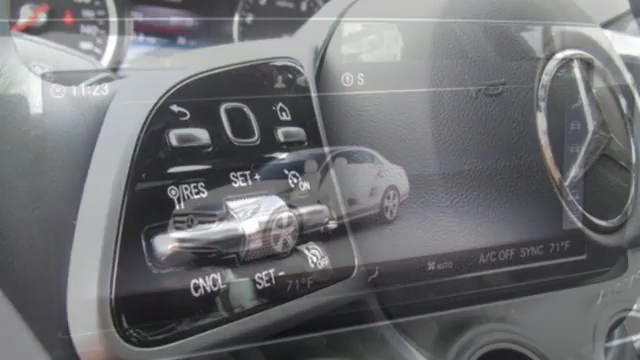 11:23
S
SET+
ON
/RES
OFF
CNCL
SET-
71°F
AUTO
A/C OFF SYNC 71°F